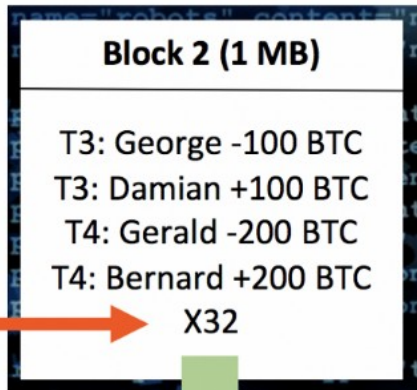 Block 2 (1 MB)
T3: George -100 BTC
T3: Damian +100 BTC
T4: Gerald -200 BTC
T4: Bernard +200 BTC
X32